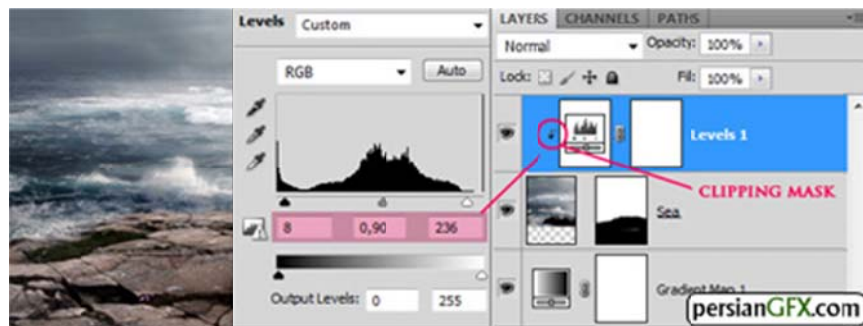 Levels Custom
RGB Auto
8 0,90 236
Output Levels: 0 255
LAYERS CHANNELS PATHS
Normal Opacity: 100%
Lock: Fill: 100%
Levels 1
CLIPPING MASK
Sea
Gradient Map 1
persianGFX.com